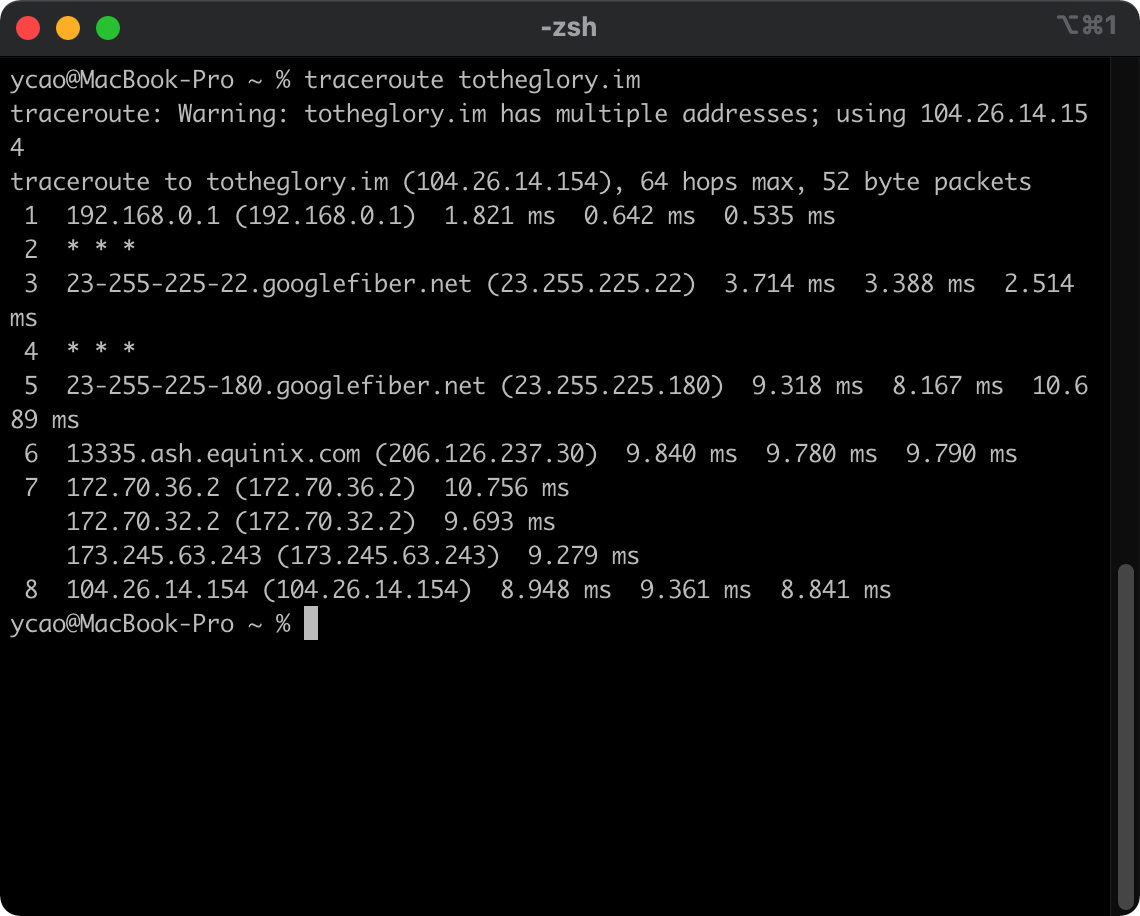 -zsh
⌥⌘1
ycao@MacBook-Pro ~ % traceroute totheglory.im
traceroute: Warning: totheglory.im has multiple addresses; using 104.26.14.15
4
traceroute to totheglory.im (104.26.14.154), 64 hops max, 52 byte packets
 1  192.168.0.1 (192.168.0.1)  1.821 ms  0.642 ms  0.535 ms
 2  * * *
 3  23-255-225-22.googlefiber.net (23.255.225.22)  3.714 ms  3.388 ms  2.514
ms
 4  * * *
 5  23-255-225-180.googlefiber.net (23.255.225.180)  9.318 ms  8.167 ms  10.6
89 ms
 6  13335.ash.equinix.com (206.126.237.30)  9.840 ms  9.780 ms  9.790 ms
 7  172.70.36.2 (172.70.36.2)  10.756 ms
    172.70.32.2 (172.70.32.2)  9.693 ms
    173.245.63.243 (173.245.63.243)  9.279 ms
 8  104.26.14.154 (104.26.14.154)  8.948 ms  9.361 ms  8.841 ms
ycao@MacBook-Pro ~ %